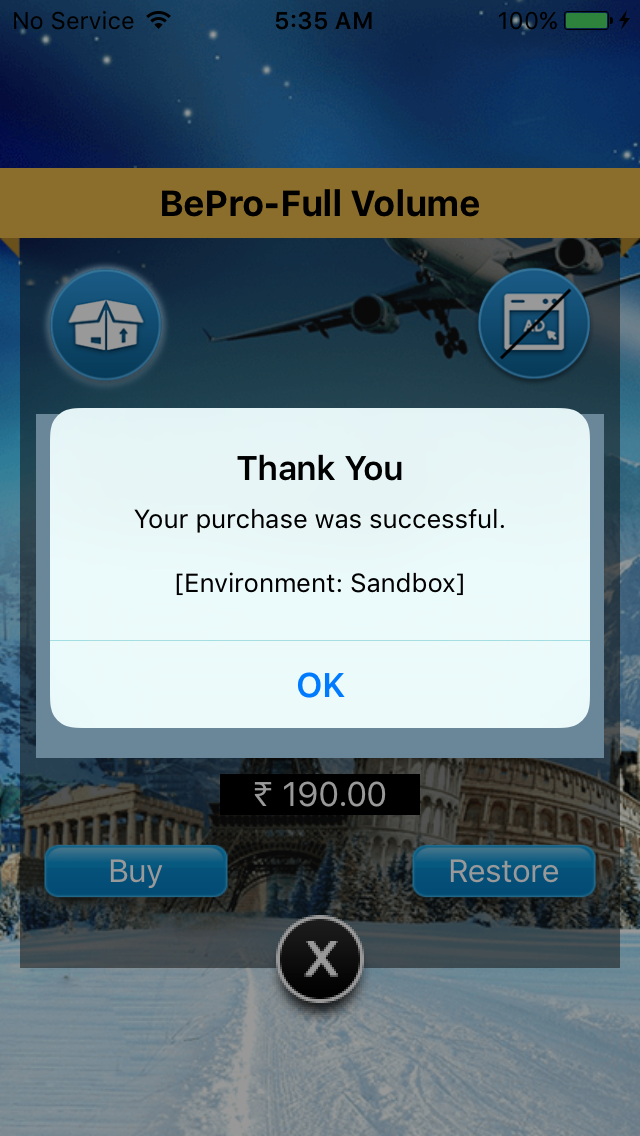 No Service 5:35 AM 100%
BePro-Full Volume
AD
Thank You
Your purchase was successful.
[Environment: Sandbox]
OK
₹ 190.00
Buy Restore
X